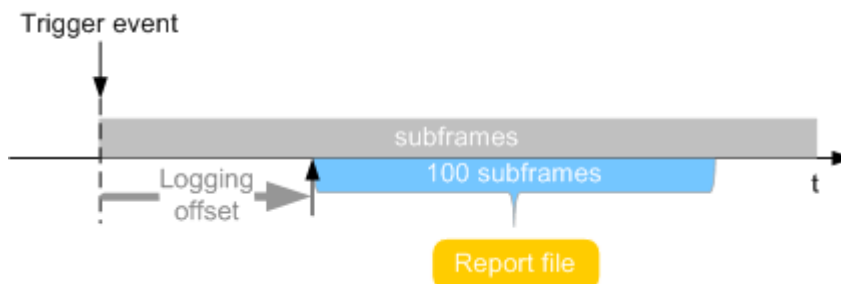 Trigger event
subframes
100 subframes
t
Logging
offset
Report file